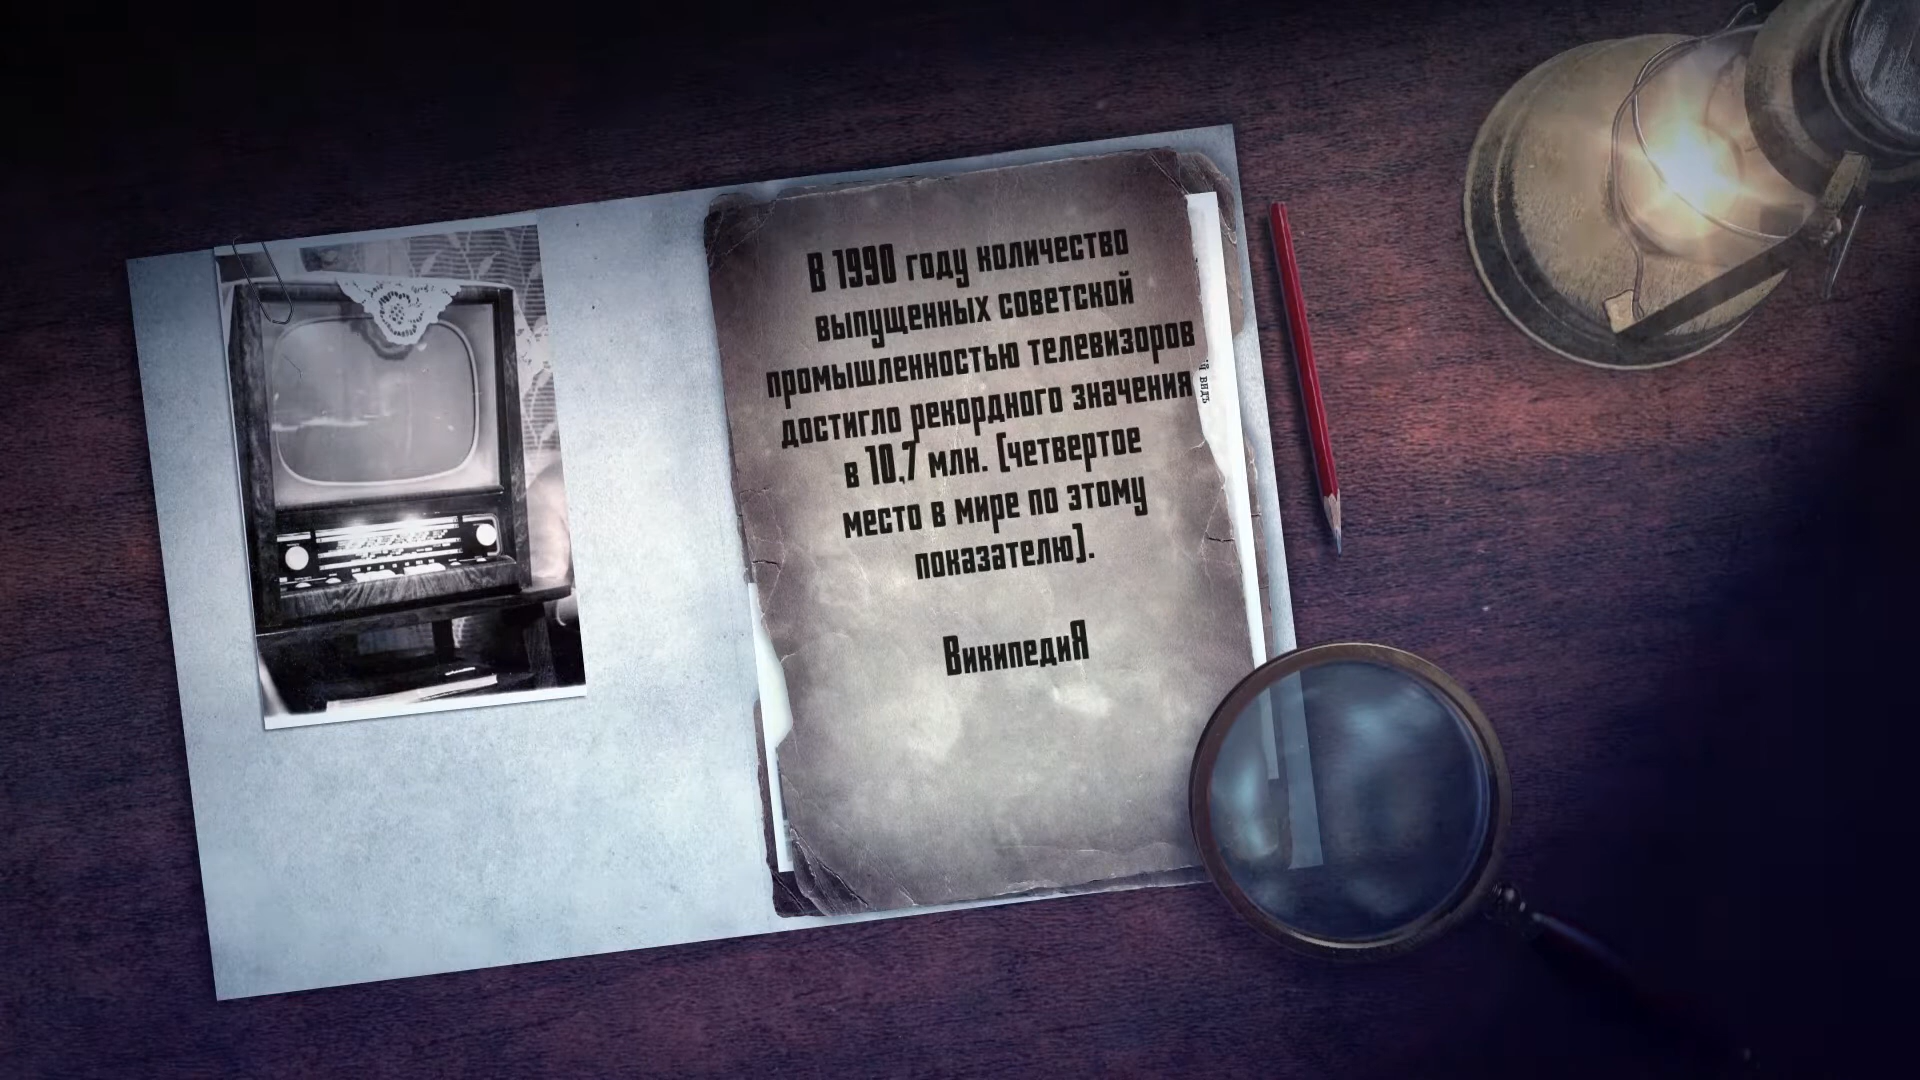 В 1990 году количество
выпущенных советской
промышленностью телевизоров
достигло рекордного значения
в 10,7 млн. (четвертое
место в мире по этому
показателю).
ВикипедиЯ
й видъ